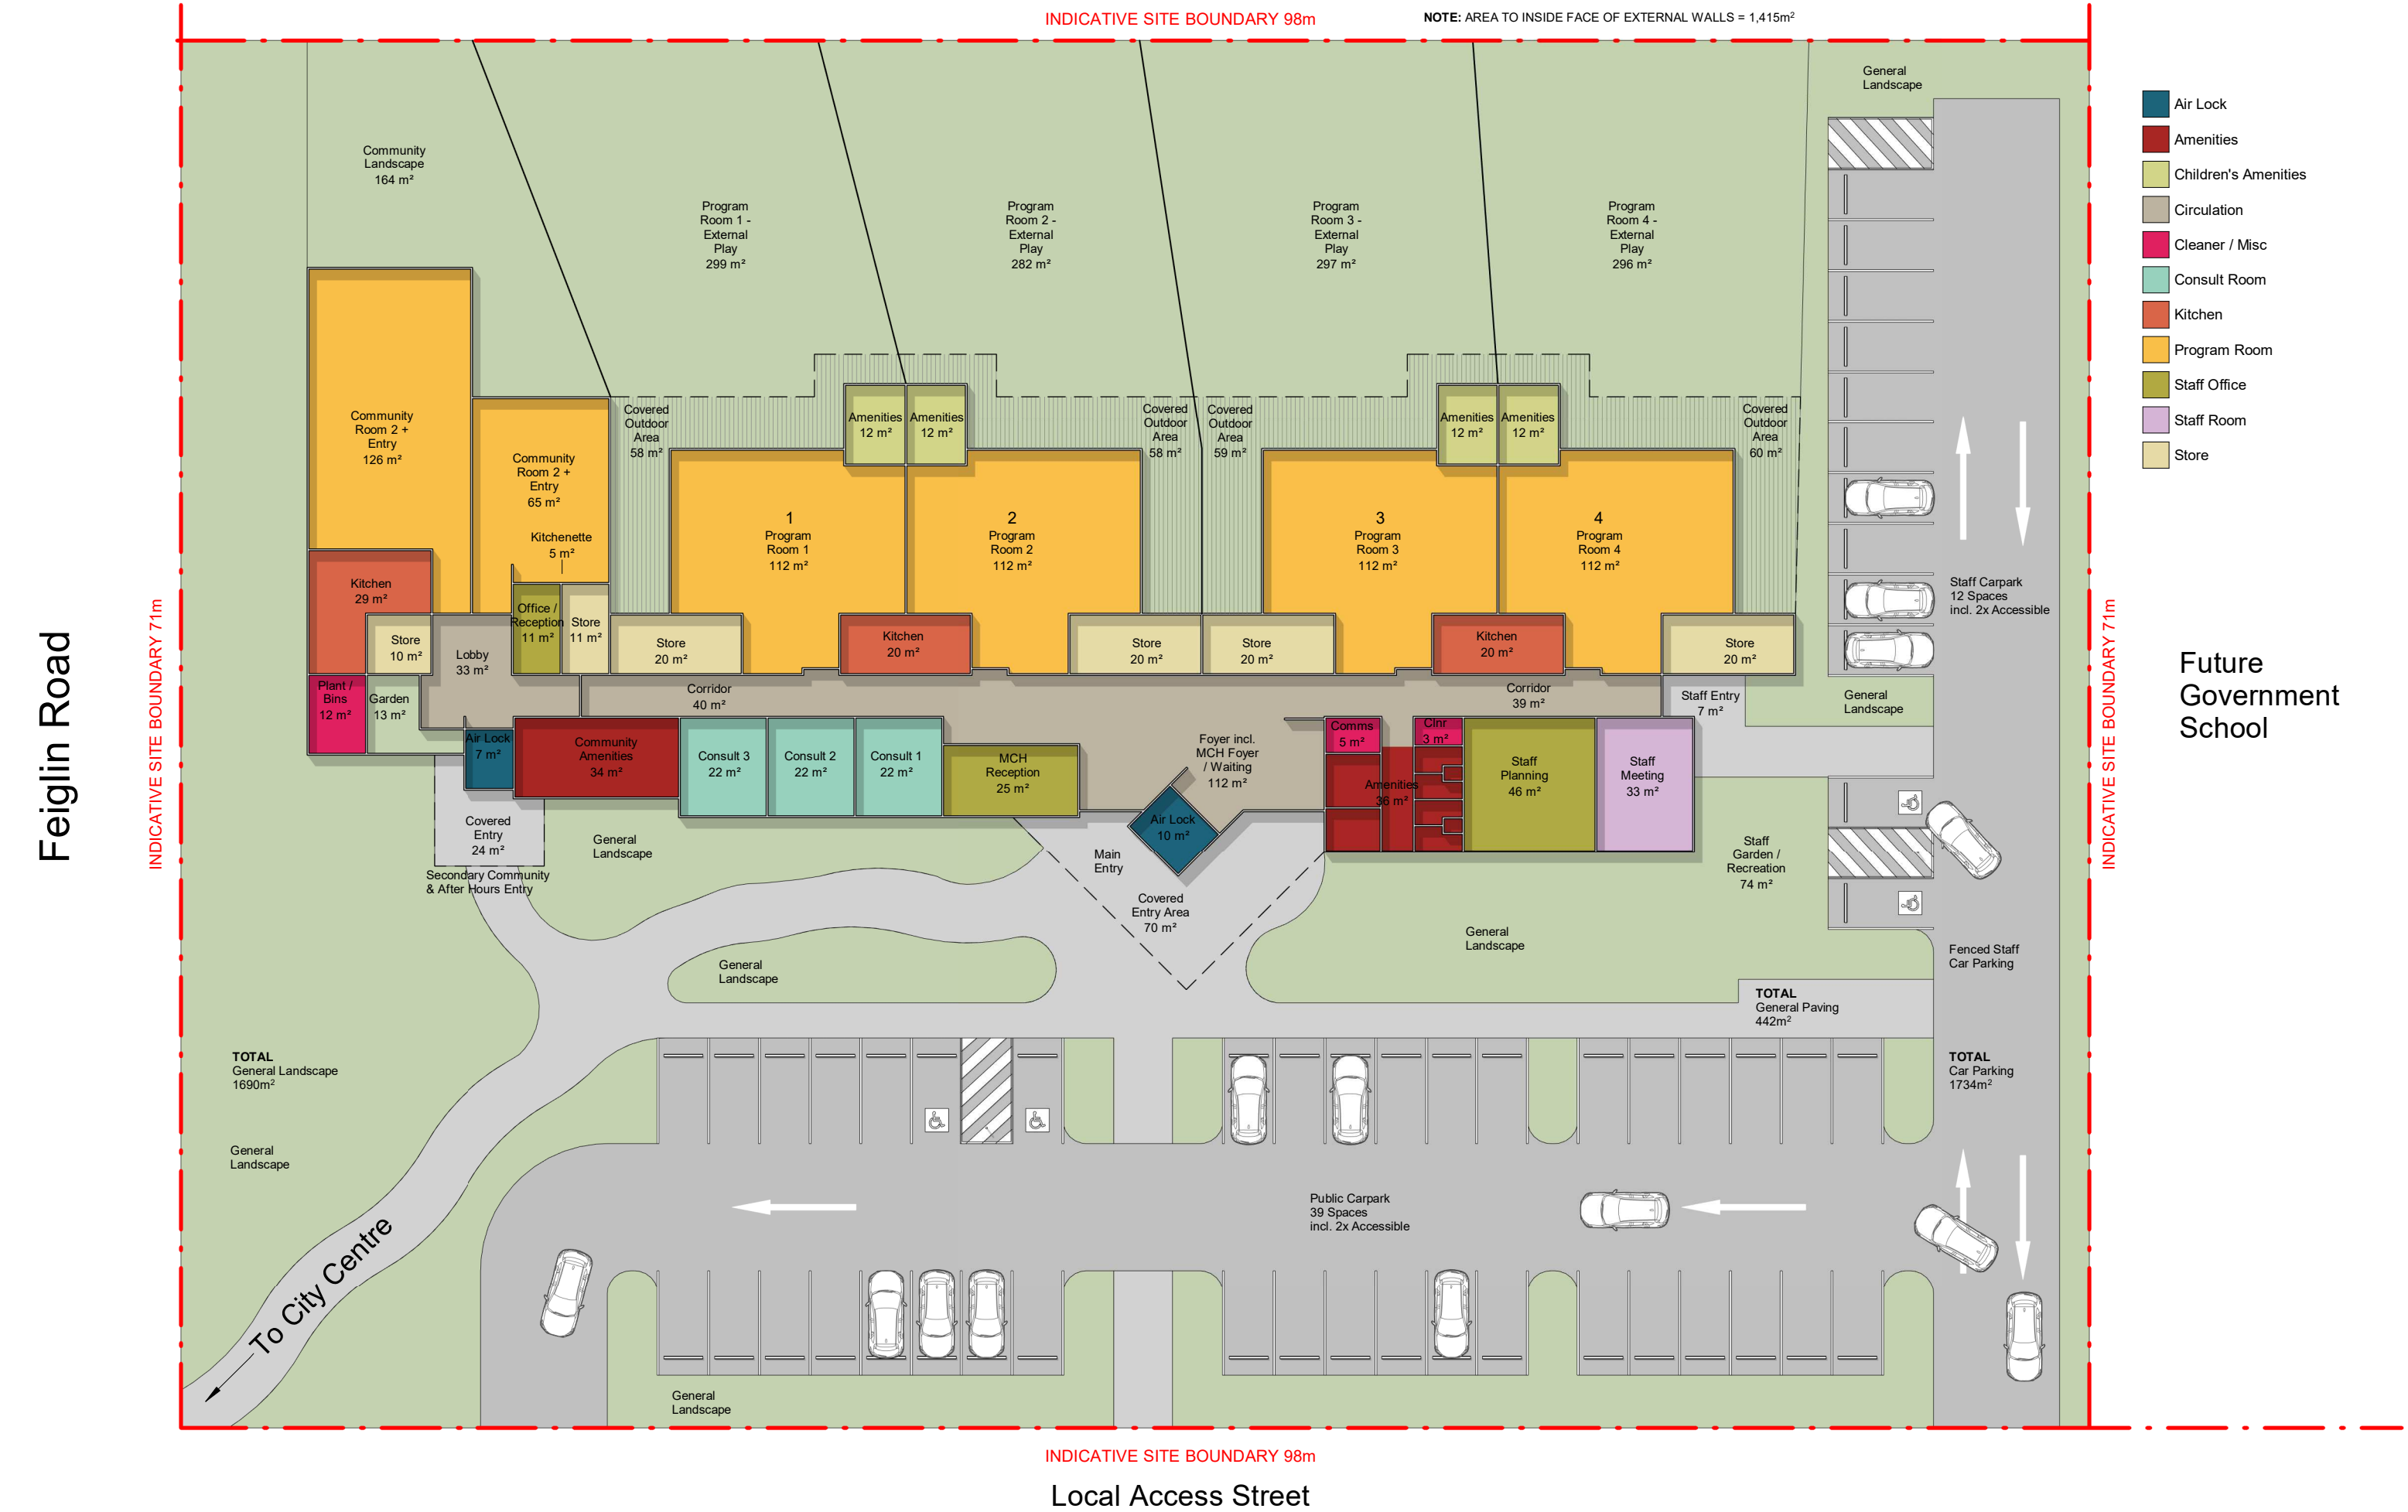 INDICATIVE SITE BOUNDARY 98m
NOTE: AREA TO INSIDE FACE OF EXTERNAL WALLS = 1,415m²
General
Landscape
Air Lock
Amenities
Children's Amenities
Circulation
Cleaner / Misc
Consult Room
Kitchen
Program Room
Staff Office
Staff Room
Store
Community
Landscape
164 m²
Program
Room 1 -
External
Play
299 m²
Program
Room 2 -
External
Play
282 m²
Program
Room 3 -
External
Play
297 m²
Program
Room 4 -
External
Play
296 m²
Community
Room 2 +
Entry
126 m²
Community
Room 2 +
Entry
65 m²
Kitchenette
5 m²
Covered
Outdoor
Area
58 m²
Amenities
12 m²
Amenities
12 m²
Covered
Outdoor
Area
58 m²
Covered
Outdoor
Area
59 m²
Amenities
12 m²
Amenities
12 m²
Covered
Outdoor
Area
60 m²
1
Program
Room 1
112 m²
2
Program
Room 2
112 m²
3
Program
Room 3
112 m²
4
Program
Room 4
112 m²
Staff Carpark
12 Spaces
incl. 2x Accessible
Kitchen
29 m²
Store
10 m²
Lobby
33 m²
Office /
Reception
11 m²
Store
11 m²
Store
20 m²
Kitchen
20 m²
Store
20 m²
Store
20 m²
Kitchen
20 m²
Store
20 m²
Feiglin Road
INDICATIVE SITE BOUNDARY 71m
INDICATIVE SITE BOUNDARY 71m
Future
Government
School
Plant /
Bins
12 m²
Garden
13 m²
Corridor
40 m²
Corridor
39 m²
Staff Entry
7 m²
General
Landscape
Air Lock
7 m²
Community
Amenities
34 m²
Consult 3
22 m²
Consult 2
22 m²
Consult 1
22 m²
MCH
Reception
25 m²
Foyer incl.
MCH Foyer
/ Waiting
112 m²
Comms
5 m²
Clnr
3 m²
Amenities
36 m²
Staff
Planning
46 m²
Staff
Meeting
33 m²
Air Lock
10 m²
Covered
Entry
24 m²
General
Landscape
Main
Entry
Staff
Garden /
Recreation
74 m²
Secondary Community
& After Hours Entry
Covered
Entry Area
70 m²
General
Landscape
Fenced Staff
Car Parking
General
Landscape
TOTAL
General Paving
442m²
TOTAL
General Landscape
1690m²
TOTAL
Car Parking
1734m²
General
Landscape
Public Carpark
39 Spaces
incl. 2x Accessible
To City Centre
General
Landscape
INDICATIVE SITE BOUNDARY 98m
Local Access Street